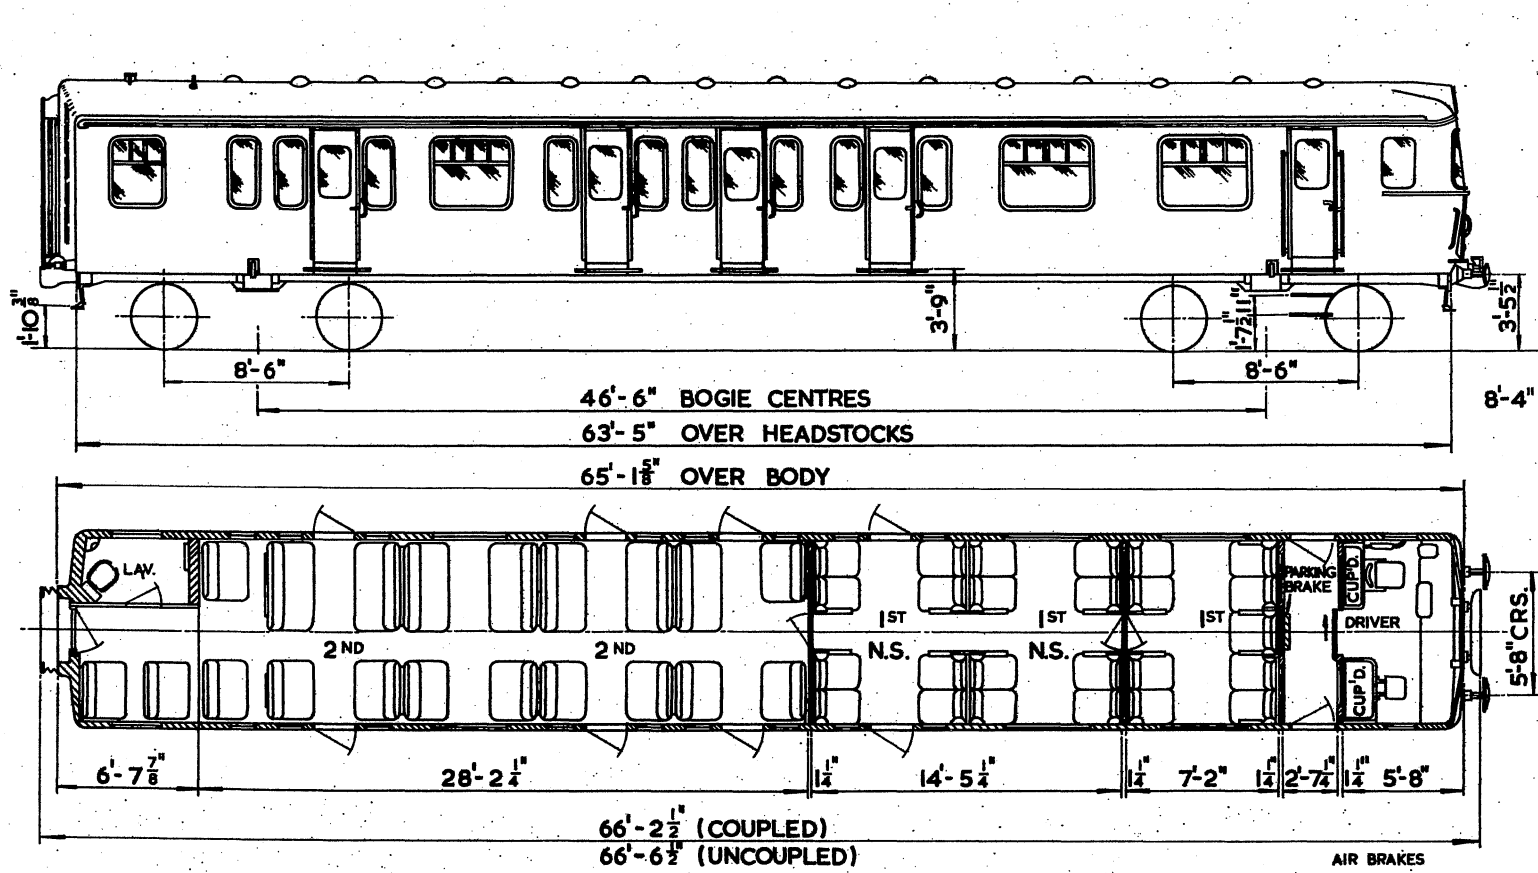 1'-10 3/8"
8'-6"
3'-9"
1'-7 1/2"
11"
8'-6"
3'-5 1/2"
46'-6" BOGIE CENTRES
8'-4"
63'-5" OVER HEADSTOCKS
65'-1 5/8" OVER BODY
LAV.
PARKING
BRAKE
CUP'D.
1ST 1ST 1ST
DRIVER
2ND 2ND
N.S. N.S.
CUP'D.
5'-8" CRS.
6'-7 7/8" 28'-2 1/4" 1 1/4" 14'-5 1/4" 1 1/4" 7'-2" 1 1/4" 2'-7 1/4" 1 1/4" 5'-8"
66'-2 1/2" (COUPLED)
66'-6 1/2" (UNCOUPLED)
AIR BRAKES